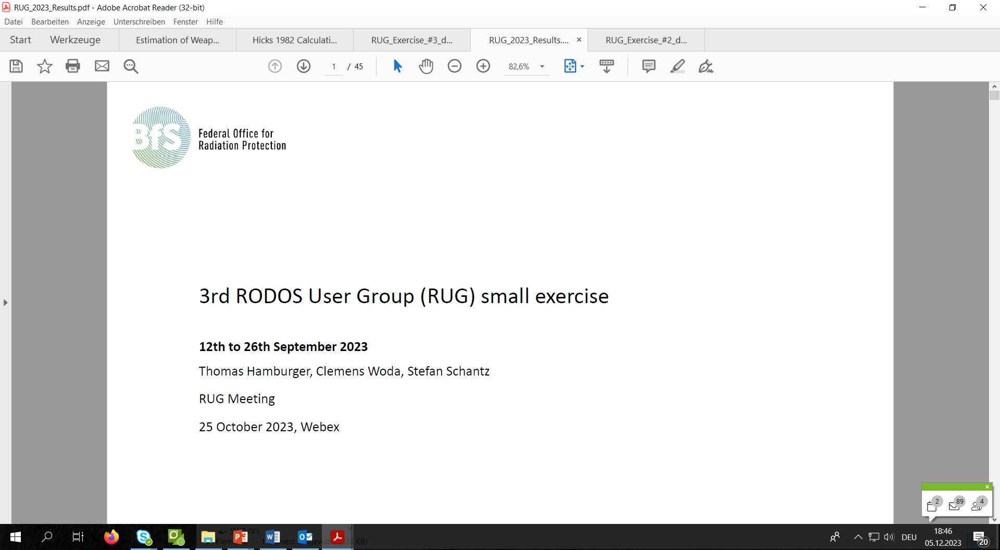 RUG_2023_Results.pdf - Adobe Acrobat Reader (32-bit)
Datei Bearbeiten Anzeige Unterschreiben Fenster Hilfe
Start Werkzeuge Estimation of Weap... Hicks 1982 Calculati... RUG_Exercise_#3_d... RUG_2023_Results.... RUG_Exercise_#2_d...
1 / 45 82,6%
BfS
Federal Office for
Radiation Protection
3rd RODOS User Group (RUG) small exercise
12th to 26th September 2023
Thomas Hamburger, Clemens Woda, Stefan Schantz
RUG Meeting
25 October 2023, Webex
2 89 4
DEU
18:46
05.12.2023
20